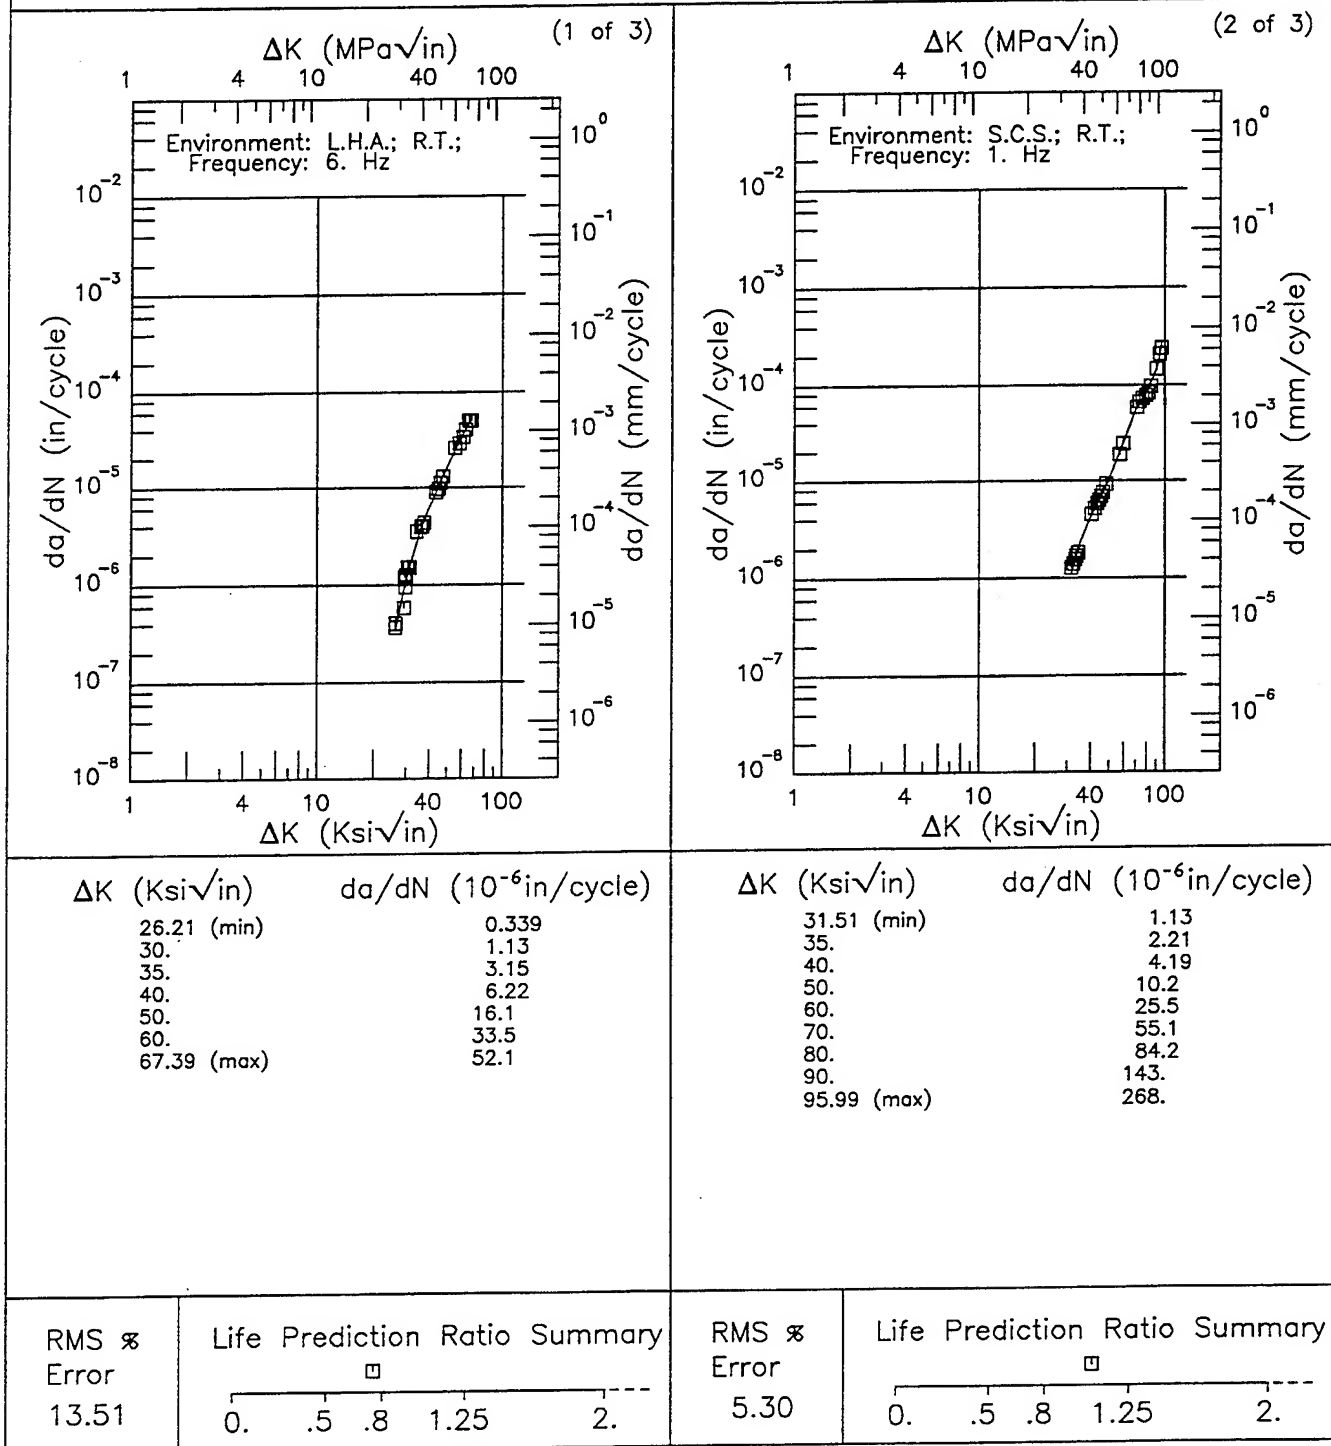 (1 of 3)
ΔK (MPa√in)
1 4 10 40 100
Environment: L.H.A.; R.T.;
Frequency: 6. Hz
10⁻²
10⁻³
10⁻⁴
10⁻⁵
10⁻⁶
10⁻⁷
10⁻⁸
da/dN (in/cycle)
10⁰
10⁻¹
10⁻²
10⁻³
10⁻⁴
10⁻⁵
10⁻⁶
da/dN (mm/cycle)
1 4 10 40 100
ΔK (Ksi√in)
ΔK (Ksi√in) da/dN (10⁻⁶in/cycle)
26.21 (min) 0.339
30. 1.13
35. 3.15
40. 6.22
50. 16.1
60. 33.5
67.39 (max) 52.1
RMS % Error
13.51
Life Prediction Ratio Summary
0. .5 .8 1.25 2.
(2 of 3)
ΔK (MPa√in)
1 4 10 40 100
Environment: S.C.S.; R.T.;
Frequency: 1. Hz
10⁻²
10⁻³
10⁻⁴
10⁻⁵
10⁻⁶
10⁻⁷
10⁻⁸
da/dN (in/cycle)
10⁰
10⁻¹
10⁻²
10⁻³
10⁻⁴
10⁻⁵
10⁻⁶
da/dN (mm/cycle)
1 4 10 40 100
ΔK (Ksi√in)
ΔK (Ksi√in) da/dN (10⁻⁶in/cycle)
31.51 (min) 1.13
35. 2.21
40. 4.19
50. 10.2
60. 25.5
70. 55.1
80. 84.2
90. 143.
95.99 (max) 268.
RMS % Error
5.30
Life Prediction Ratio Summary
0. .5 .8 1.25 2.